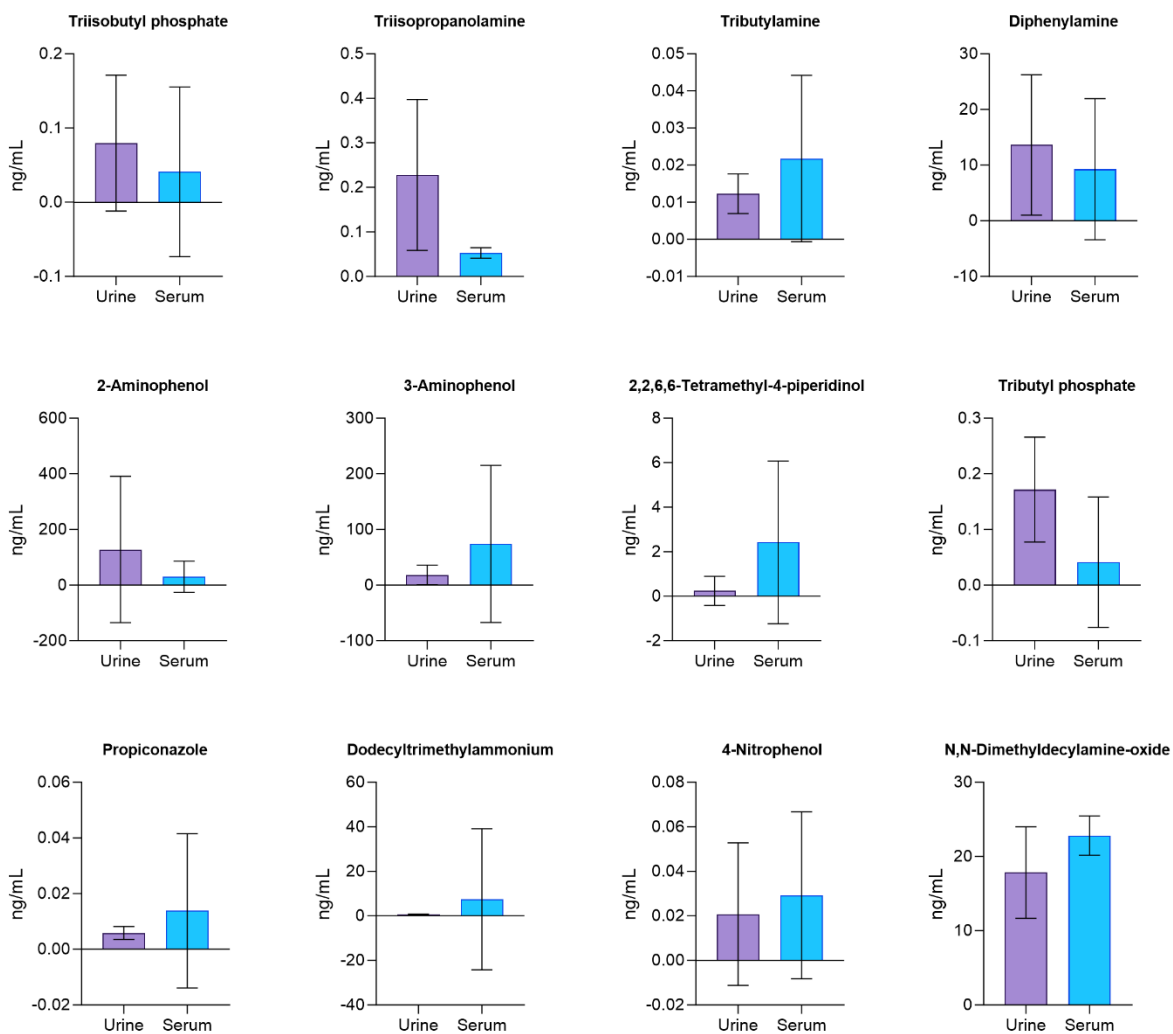 Triisobutyl phosphate
Triisopropanolamine
Tributylamine
Diphenylamine
ng/mL
0.2
0.1
0.0
-0.1
Urine Serum
ng/mL
0.5
0.4
0.3
0.2
0.1
0.0
Urine Serum
ng/mL
0.05
0.04
0.03
0.02
0.01
0.00
-0.01
Urine Serum
ng/mL
30
20
10
0
-10
Urine Serum
2-Aminophenol
3-Aminophenol
2,2,6,6-Tetramethyl-4-piperidinol
Tributyl phosphate
ng/mL
600
400
200
0
-200
Urine Serum
ng/mL
300
200
100
0
-100
Urine Serum
ng/mL
8
6
4
2
0
-2
Urine Serum
ng/mL
0.3
0.2
0.1
0.0
-0.1
Urine Serum
Propiconazole
Dodecyltrimethylammonium
4-Nitrophenol
N,N-Dimethyldecylamine-oxide
ng/mL
0.06
0.04
0.02
0.00
-0.02
Urine Serum
ng/mL
60
40
20
0
-20
-40
Urine Serum
ng/mL
0.08
0.06
0.04
0.02
0.00
-0.02
Urine Serum
ng/mL
30
20
10
0
Urine Serum